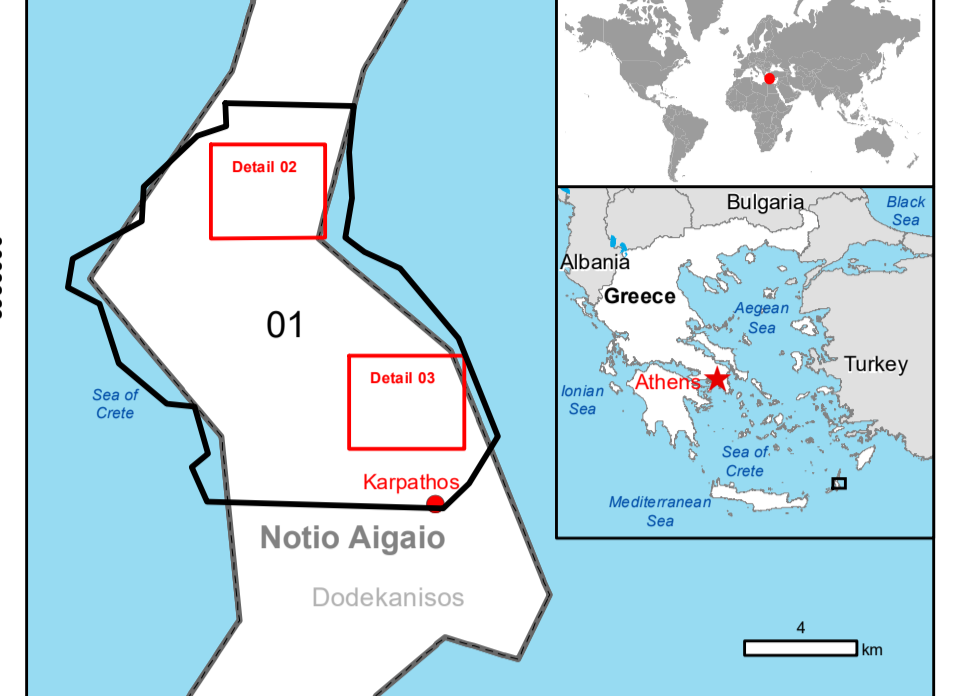 Detail 02
01
Detail 03
Sea of
Crete
Karpathos
Notio Aigaio
Dodekanisos
Bulgaria
Black
Sea
Albania
Greece
Aegean
Sea
Turkey
Athens
Ionian
Sea
Sea of
Crete
Mediterranean
Sea
4
km